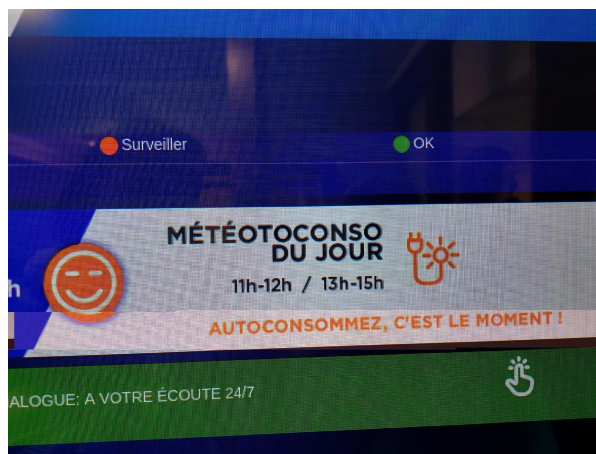 Surveiller
OK
MÉTÉOTOCONSO
DU JOUR
h
11h-12h / 13h-15h
AUTOCONSOMMEZ, C'EST LE MOMENT !
ALOGUE: A VOTRE ÉCOUTE 24/7